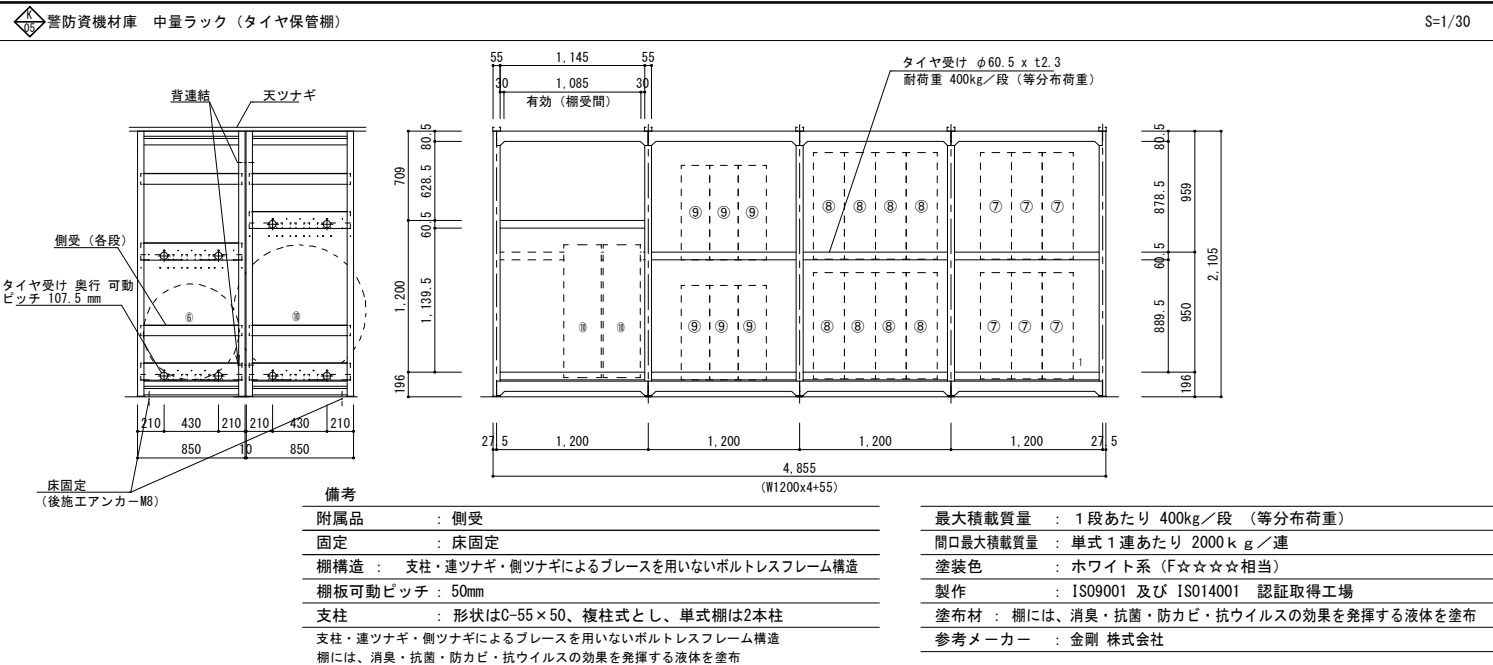 K
05
警防資機材庫　中量ラック（タイヤ保管棚）
S=1/30
背連結
天ツナギ
側受（各段）
タイヤ受け 奥行 可動
ピッチ 107.5 mm
⑥
⑩
210 430 210 210 430 210
850 10 850
床固定
（後施エアンカーM8）
55 1,145 55
30 1,085 30
有効（棚受間）
タイヤ受け φ60.5 x t2.3
耐荷重 400kg／段（等分布荷重）
709
1,200
196
80.5
628.5
60.5
1,139.5
⑨ ⑨ ⑨ ⑧ ⑧ ⑧ ⑧ ⑦ ⑦ ⑦
⑩ ⑩ ⑨ ⑨ ⑨ ⑧ ⑧ ⑧ ⑧ ⑦ ⑦ ⑦
1
80.5
878.5
60.5
889.5
959
950
196
2,105
27.5 1,200 1,200 1,200 1,200 27.5
4,855
(W1200x4+55)
備考
附属品　：側受
固定　：床固定
棚構造：　支柱・連ツナギ・側ツナギによるブレースを用いないボルトレスフレーム構造
棚板可動ピッチ：50mm
支柱　：形状はC-55×50、複柱式とし、単式棚は2本柱
支柱・連ツナギ・側ツナギによるブレースを用いないボルトレスフレーム構造
棚には、消臭・抗菌・防カビ・抗ウイルスの効果を発揮する液体を塗布
最大積載質量　：１段あたり 400kg／段 （等分布荷重）
間口最大積載質量　：単式１連あたり 2000ｋｇ／連
塗装色　：ホワイト系（F☆☆☆☆相当）
製作　：ISO9001 及び ISO14001　認証取得工場
塗布材：棚には、消臭・抗菌・防カビ・抗ウイルスの効果を発揮する液体を塗布
参考メーカー　：金剛 株式会社